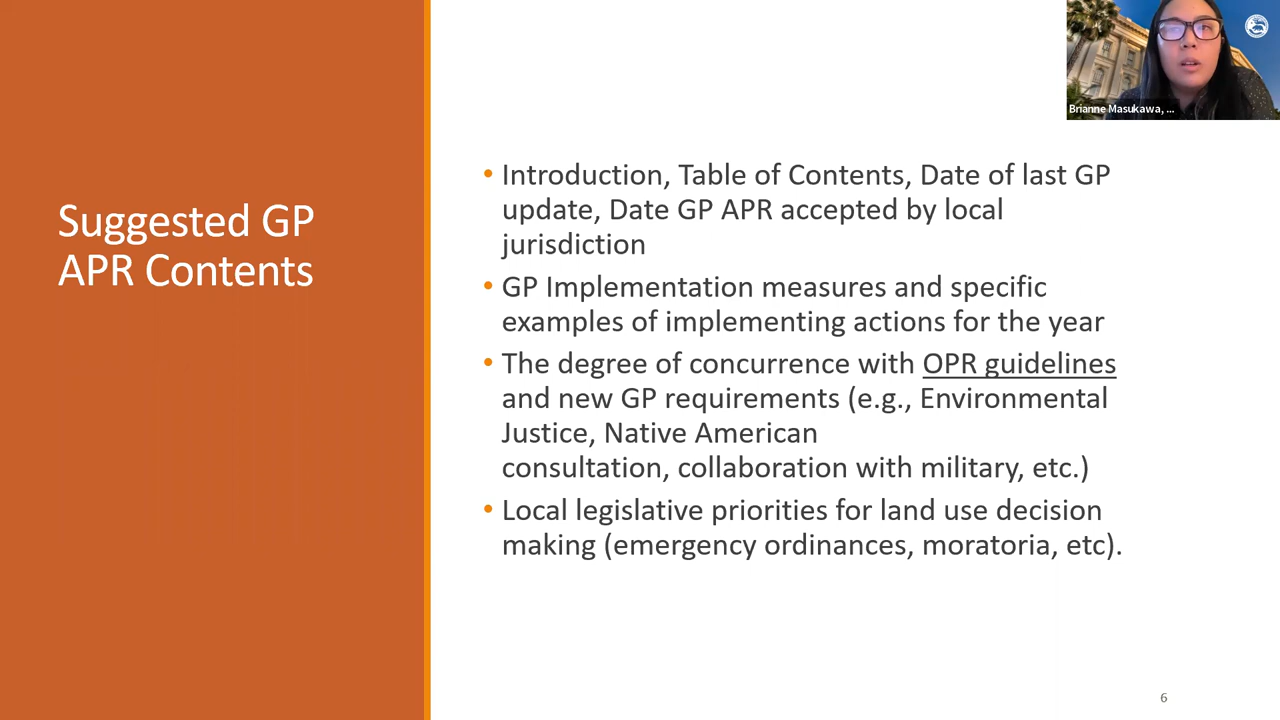 Brianne Masukawa, ...
Suggested GP
APR Contents
• Introduction, Table of Contents, Date of last GP
update, Date GP APR accepted by local
jurisdiction
• GP Implementation measures and specific
examples of implementing actions for the year
• The degree of concurrence with OPR guidelines
and new GP requirements (e.g., Environmental
Justice, Native American
consultation, collaboration with military, etc.)
• Local legislative priorities for land use decision
making (emergency ordinances, moratoria, etc).
6